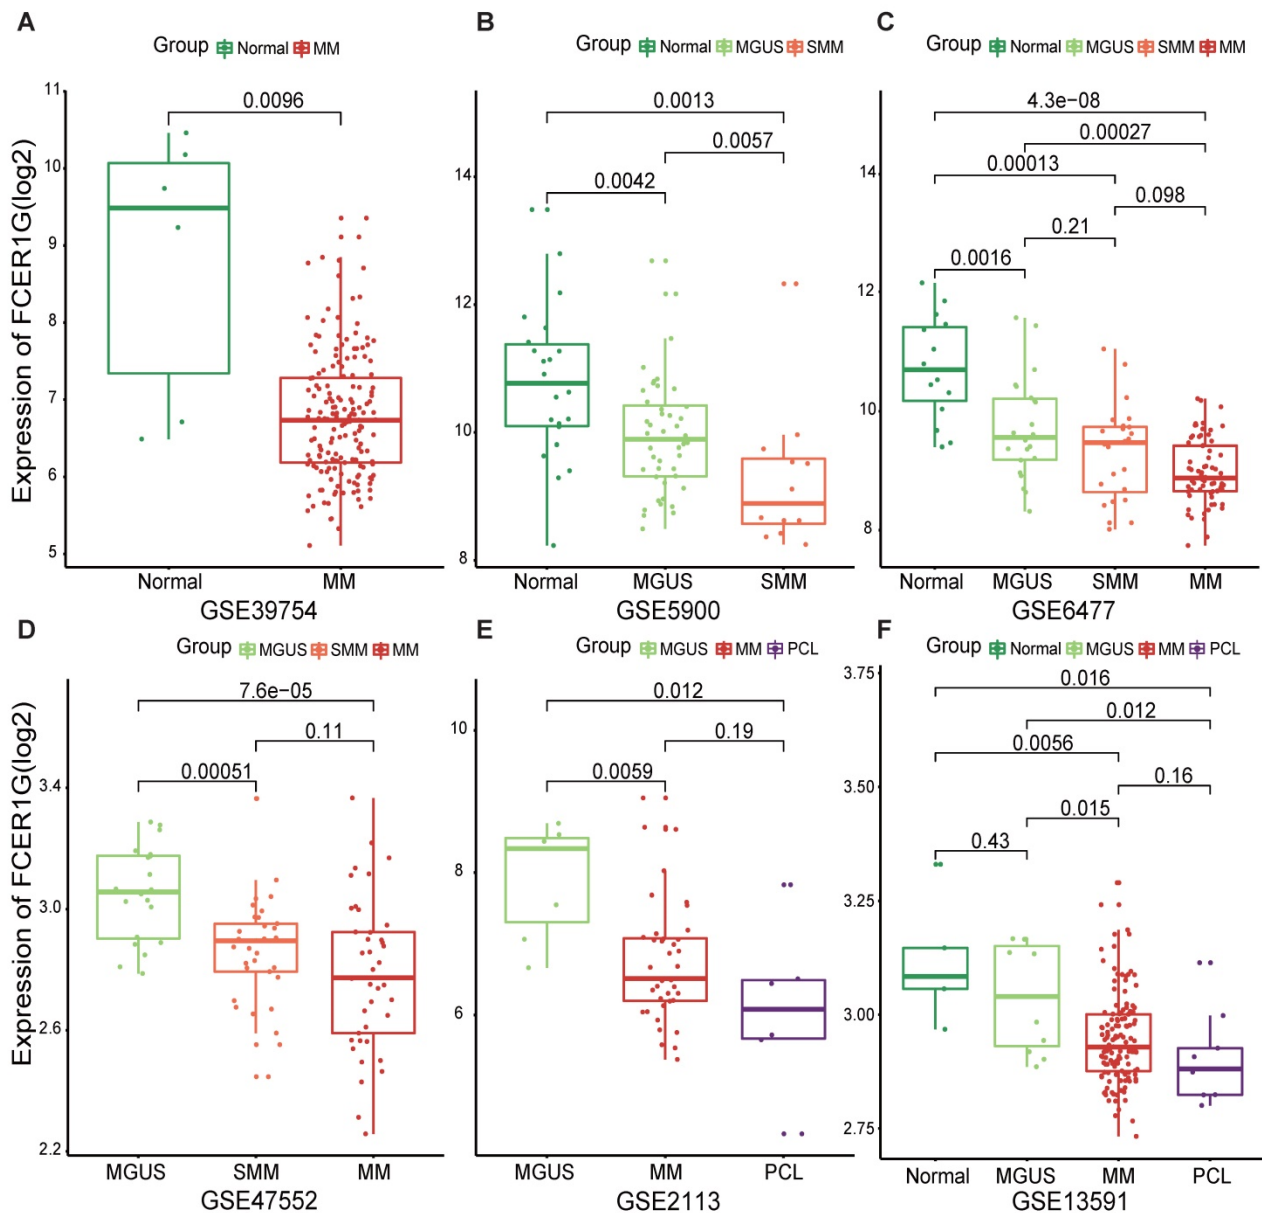 A
Group Normal MM
Expression of FCER1G(log2)
11
10
9
8
7
6
5
0.0096
Normal MM
GSE39754
B
Group Normal MGUS SMM
14
12
10
8
0.0013
0.0057
0.0042
Normal MGUS SMM
GSE5900
C
Group Normal MGUS SMM MM
14
12
10
8
4.3e−08
0.00027
0.00013
0.098
0.21
0.0016
Normal MGUS SMM MM
GSE6477
D
Group MGUS SMM MM
Expression of FCER1G(log2)
3.4
3.0
2.6
2.2
7.6e−05
0.11
0.00051
MGUS SMM MM
GSE47552
E
Group MGUS MM PCL
10
8
6
0.012
0.19
0.0059
MGUS MM PCL
GSE2113
F
Group Normal MGUS MM PCL
3.75
3.50
3.25
3.00
2.75
0.016
0.012
0.0056
0.16
0.015
0.43
Normal MGUS MM PCL
GSE13591